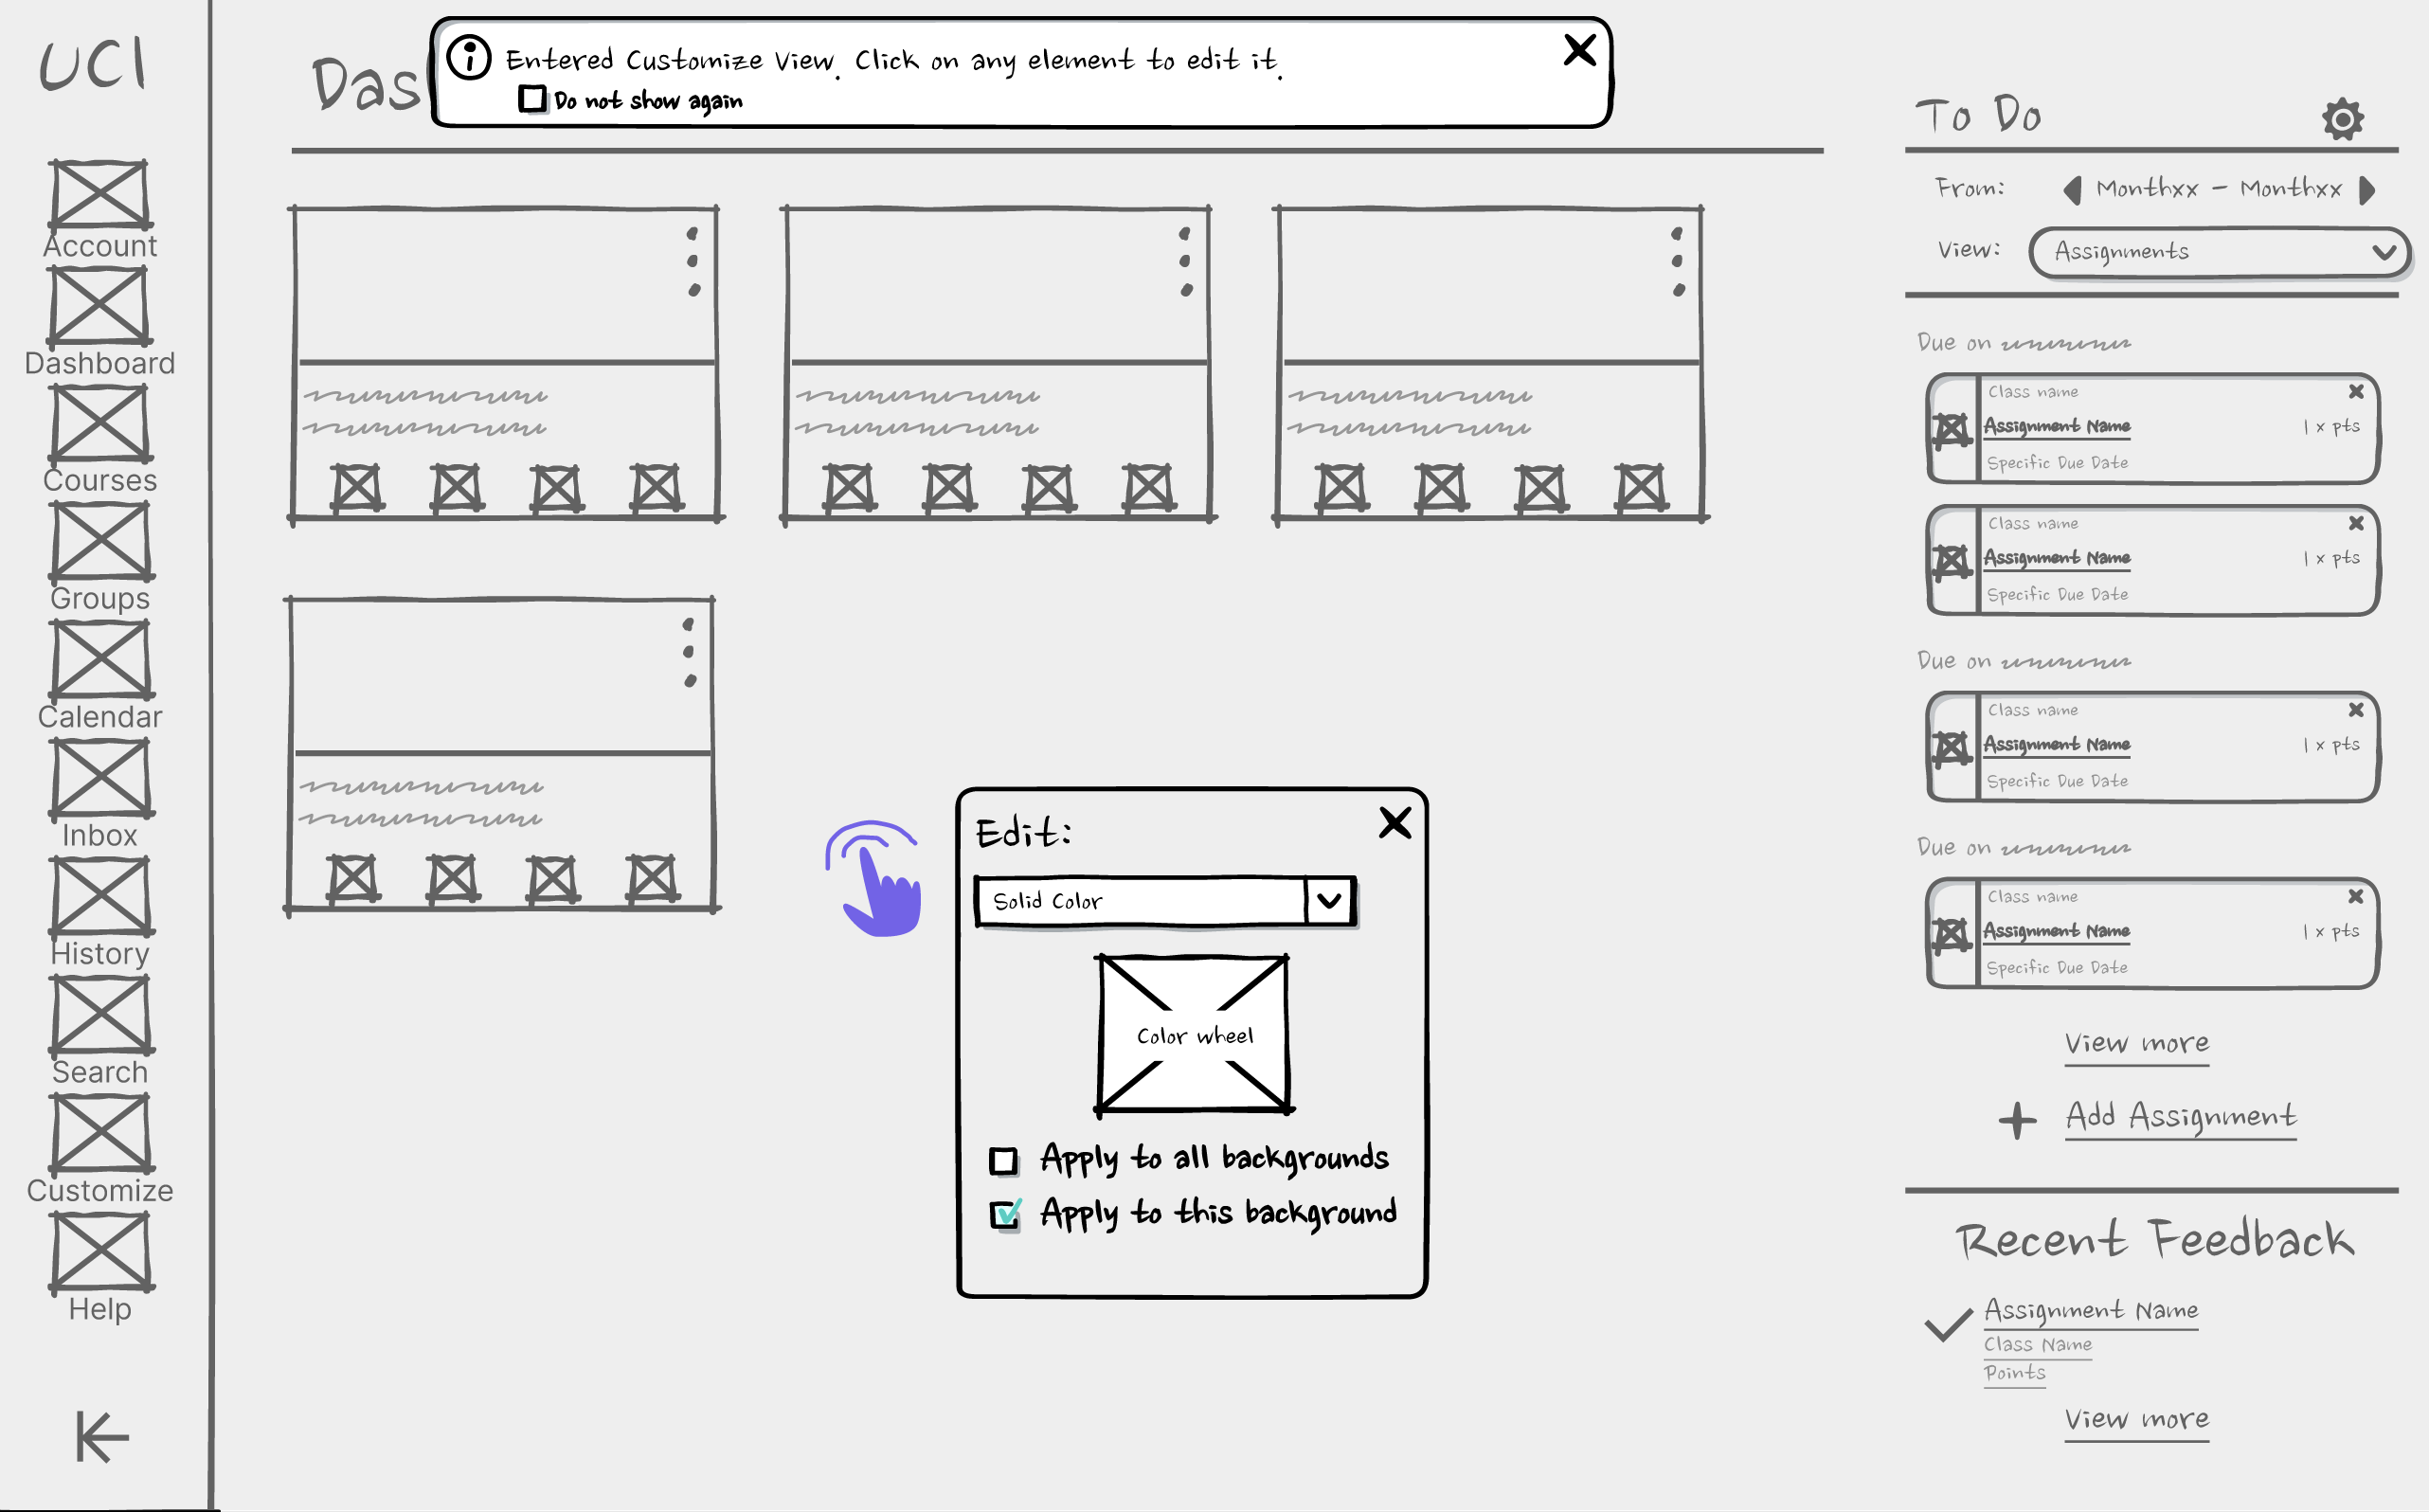 UCI
Account
Dashboard
Courses
Groups
Calendar
Inbox
History
Search
Customize
Help
Das
Entered Customize View. Click on any element to edit it.
Do not show again
Edit:
Solid Color
Color wheel
Apply to all backgrounds
Apply to this background
To Do
From: Monthxx - Monthxx
View: Assignments
Due on
Class name
Assignment Name 1 x pts
Specific Due Date
Class name
Assignment Name 1 x pts
Specific Due Date
Due on
Class name
Assignment Name 1 x pts
Specific Due Date
Due on
Class name
Assignment Name 1 x pts
Specific Due Date
View more
+ Add Assignment
Recent Feedback
Assignment Name
Class Name
Points
View more